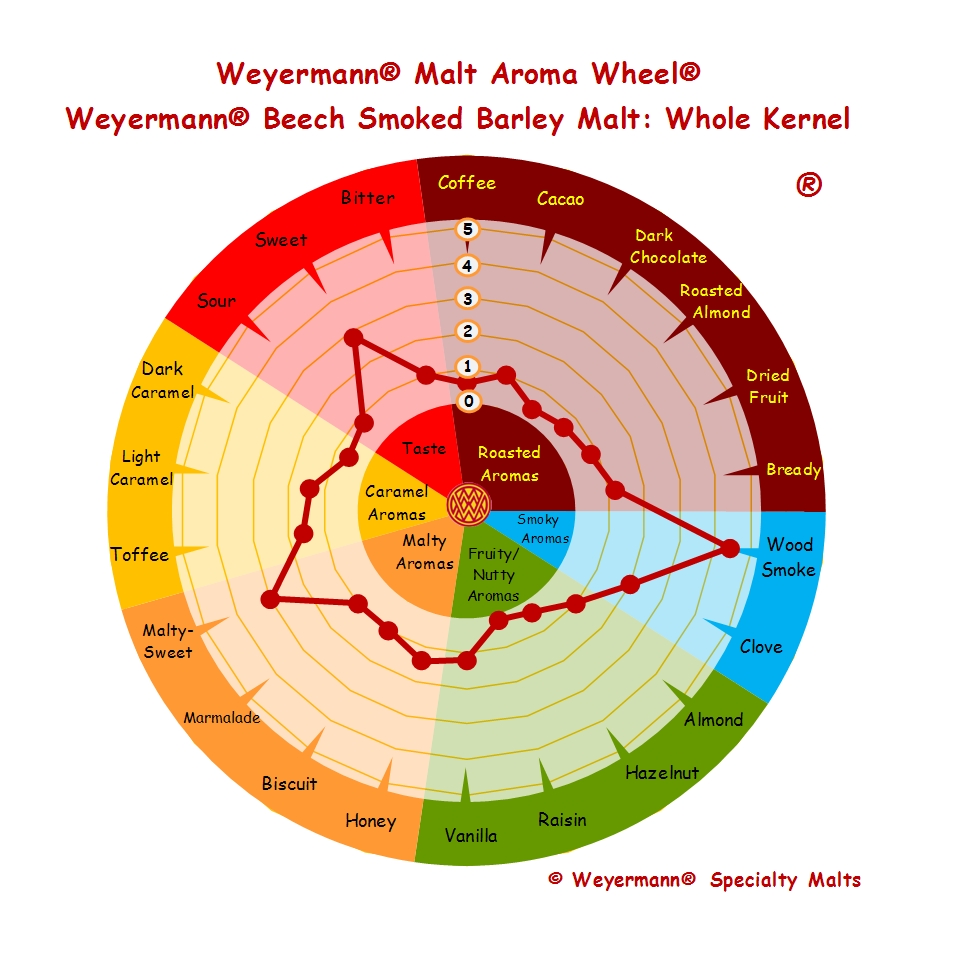 Weyermann® Malt Aroma Wheel®
Weyermann® Beech Smoked Barley Malt: Whole Kernel
®
Coffee
Cacao
Dark
Chocolate
Roasted
Almond
Dried
Fruit
Bready
Wood
Smoke
Clove
Almond
Hazelnut
Raisin
Vanilla
Honey
Biscuit
Marmalade
Malty-
Sweet
Toffee
Light
Caramel
Dark
Caramel
Sour
Sweet
Bitter
5
4
3
2
1
0
Taste
Roasted
Aromas
Smoky
Aromas
Fruity/
Nutty
Aromas
Malty
Aromas
Caramel
Aromas
© Weyermann® Specialty Malts